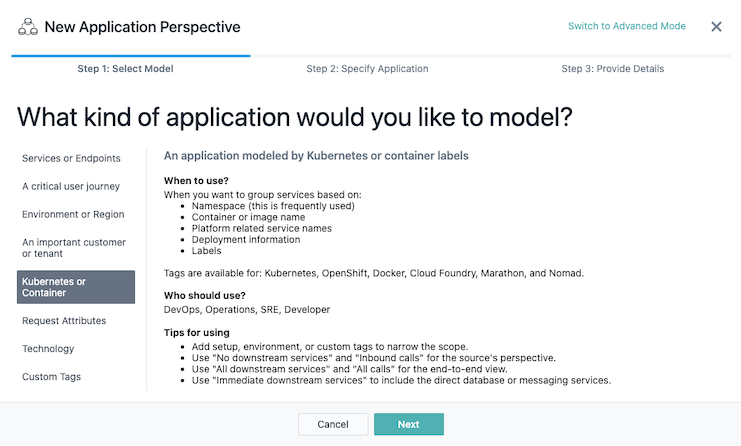 New Application Perspective
Switch to Advanced Mode
Step 1: Select Model
Step 2: Specify Application
Step 3: Provide Details
What kind of application would you like to model?
Services or Endpoints
A critical user journey
Environment or Region
An important customer
or tenant
Kubernetes or
Container
Request Attributes
Technology
Custom Tags
An application modeled by Kubernetes or container labels
When to use?
When you want to group services based on:
• Namespace (this is frequently used)
• Container or image name
• Platform related service names
• Deployment information
• Labels
Tags are available for: Kubernetes, OpenShift, Docker, Cloud Foundry, Marathon, and Nomad.
Who should use?
DevOps, Operations, SRE, Developer
Tips for using
• Add setup, environment, or custom tags to narrow the scope.
• Use "No downstream services" and "Inbound calls" for the source's perspective.
• Use "All downstream services" and "All calls" for the end-to-end view.
• Use "Immediate downstream services" to include the direct database or messaging services.
Cancel
Next